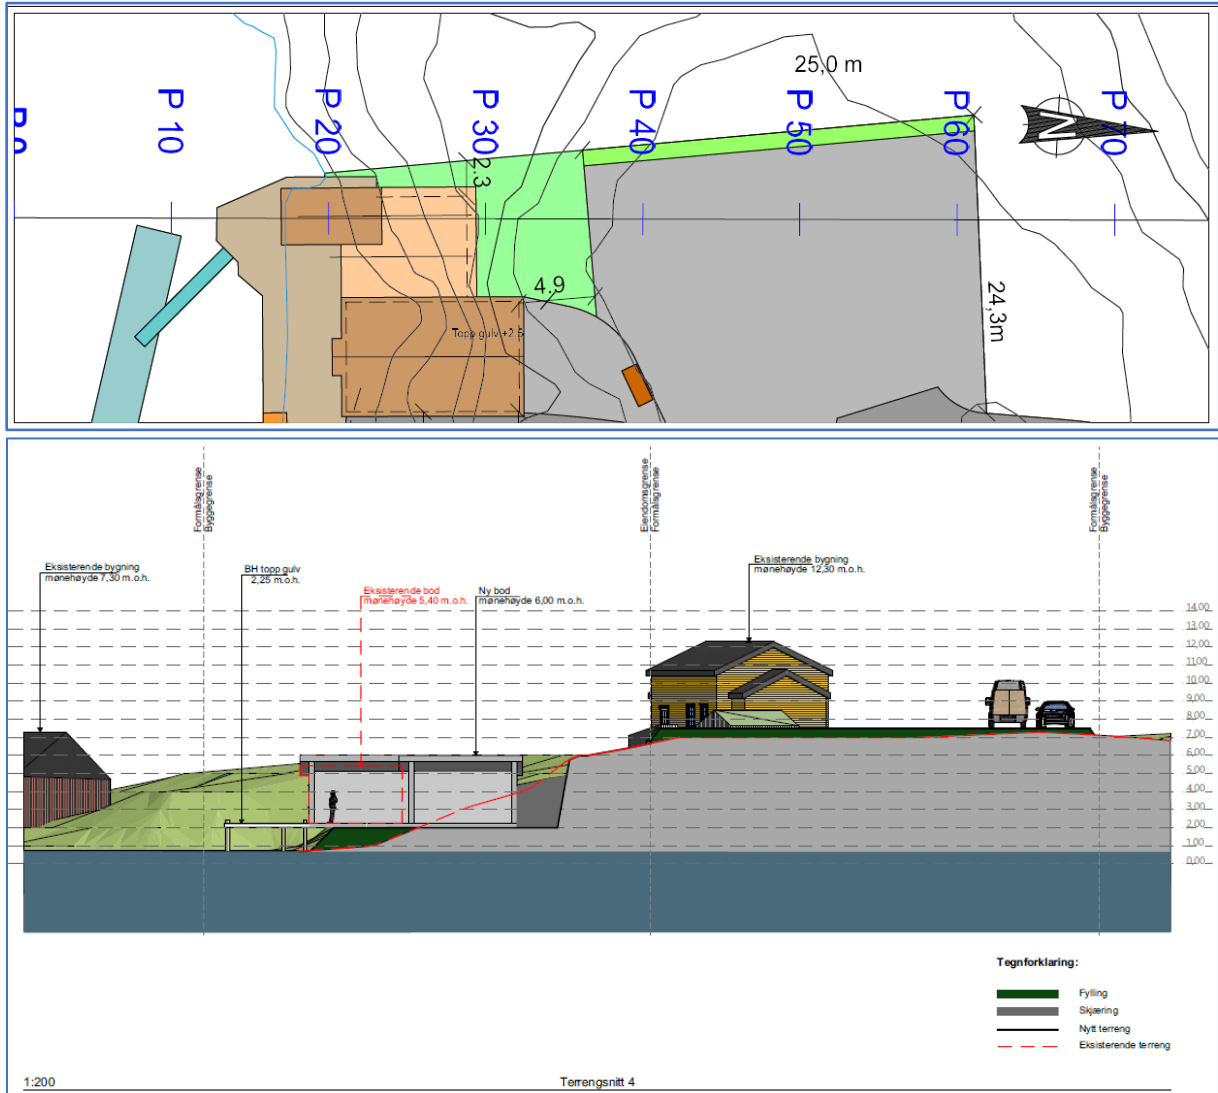 25,0 m
P 0
P 10
P 20
P 30
P 40
P 50
P 60
P 70
N
2.3
4.9
24,3m
Topp gulv +2.5
Formålsgrense
Byggegrense
Eiendomsgrense
Formålsgrense
Formålsgrense
Byggegrense
Eksisterende bygning
mønehøyde 7,30 m.o.h.
BH topp gulv
2,25 m.o.h.
Eksisterende bod
mønehøyde 5,40 m.o.h.
Ny bod
mønehøyde 6,00 m.o.h.
Eksisterende bygning
mønehøyde 12,30 m.o.h.
14,00
13,00
12,00
11,00
10,00
9,00
8,00
7,00
6,00
5,00
4,00
3,00
2,00
1,00
0,00
Tegnforklaring:
Fylling
Skjæring
Nytt terreng
Eksisterende terreng
1:200
Terrengsnitt 4